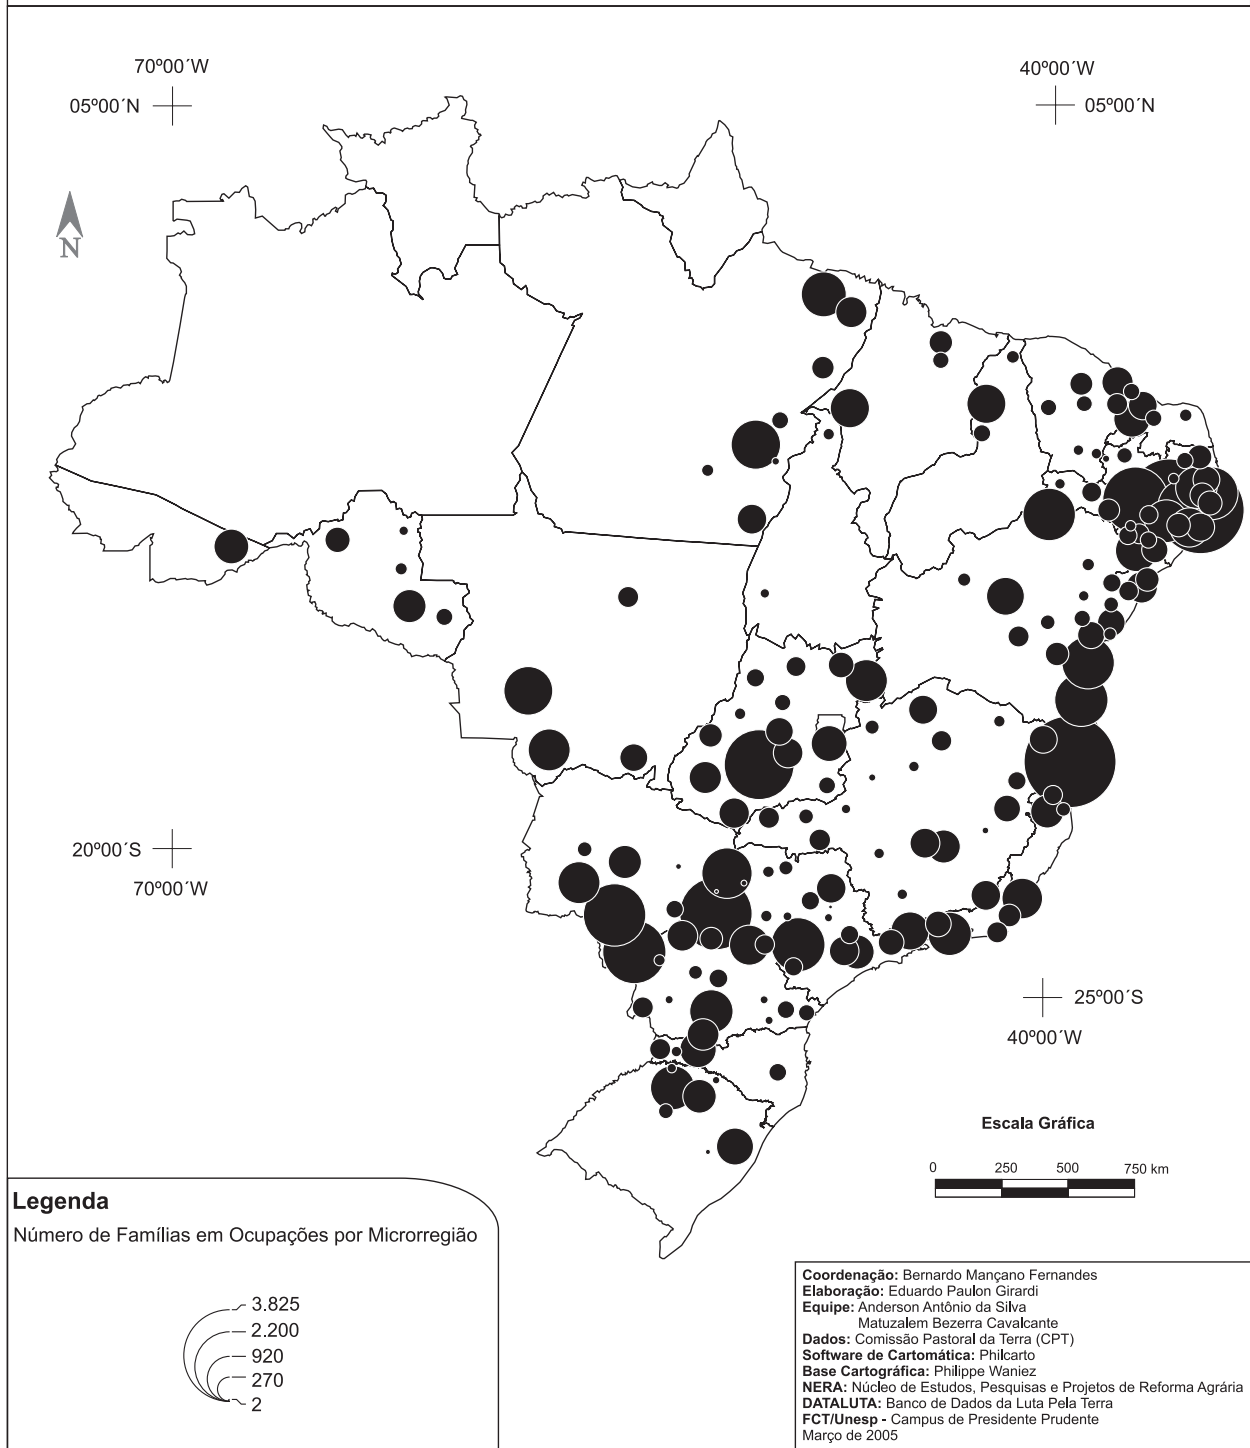 70º00´W
40º00´W
05º00´N
05º00´N
N
20º00´S
70º00´W
25º00´S
40º00´W
Escala Gráfica
0 250 500 750 km
Legenda
Número de Famílias em Ocupações por Microrregião
3.825
2.200
920
270
2
Coordenação: Bernardo Mançano Fernandes
Elaboração: Eduardo Paulon Girardi
Equipe: Anderson Antônio da Silva
Matuzalem Bezerra Cavalcante
Dados: Comissão Pastoral da Terra (CPT)
Software de Cartomática: Philcarto
Base Cartográfica: Philippe Waniez
NERA: Núcleo de Estudos, Pesquisas e Projetos de Reforma Agrária
DATALUTA: Banco de Dados da Luta Pela Terra
FCT/Unesp - Campus de Presidente Prudente
Março de 2005